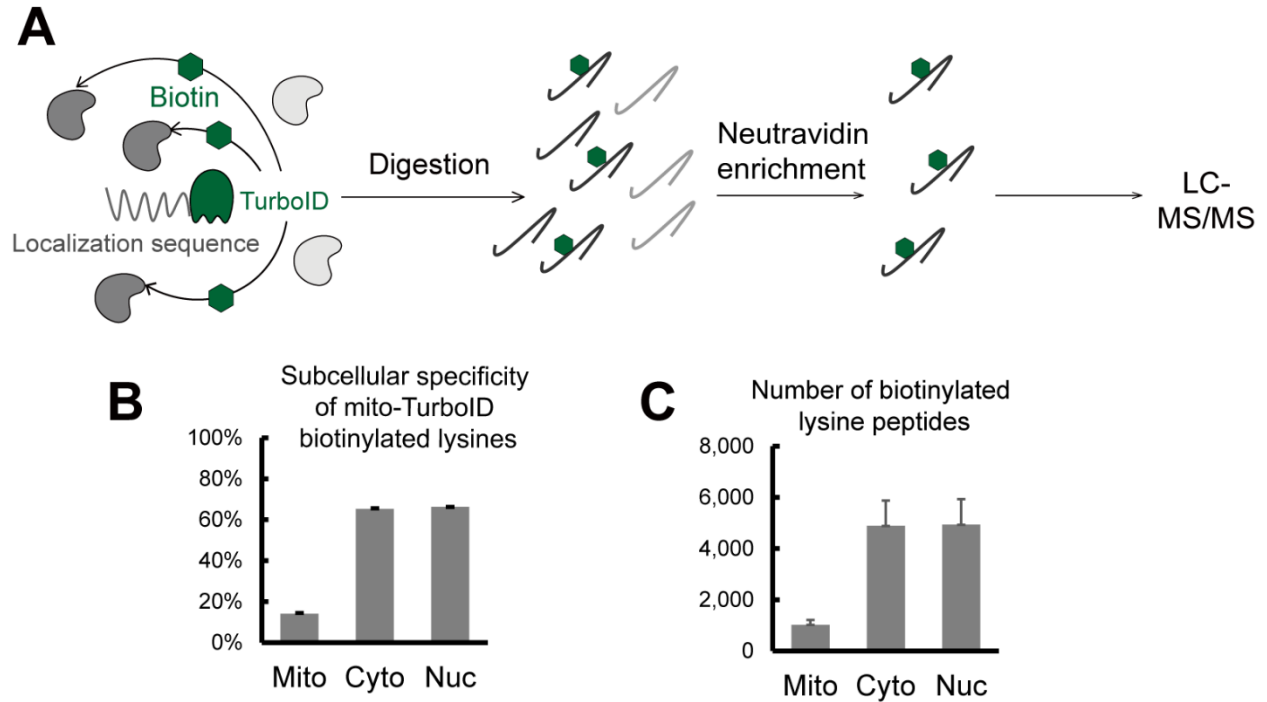 A
Biotin
TurboID
Localization sequence
Digestion
Neutravidin
enrichment
LC-
MS/MS
B
Subcellular specificity
of mito-TurboID
biotinylated lysines
100%
80%
60%
40%
20%
0%
Mito Cyto Nuc
C
Number of biotinylated
lysine peptides
8,000
6,000
4,000
2,000
0
Mito Cyto Nuc